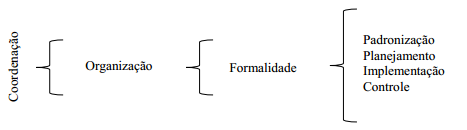 Coordenação
Organização
Formalidade
Padronização
Planejamento
Implementação
Controle